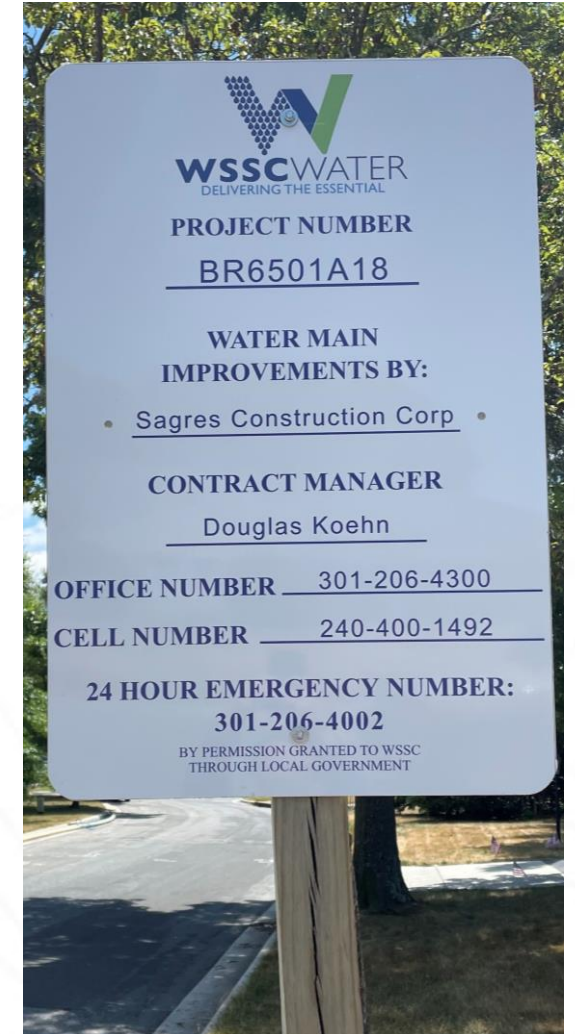 WSSCWATER
DELIVERING THE ESSENTIAL
PROJECT NUMBER
BR6501A18
WATER MAIN
IMPROVEMENTS BY:
Sagres Construction Corp
CONTRACT MANAGER
Douglas Koehn
OFFICE NUMBER 301-206-4300
CELL NUMBER 240-400-1492
24 HOUR EMERGENCY NUMBER:
301-206-4002
BY PERMISSION GRANTED TO WSSC
THROUGH LOCAL GOVERNMENT